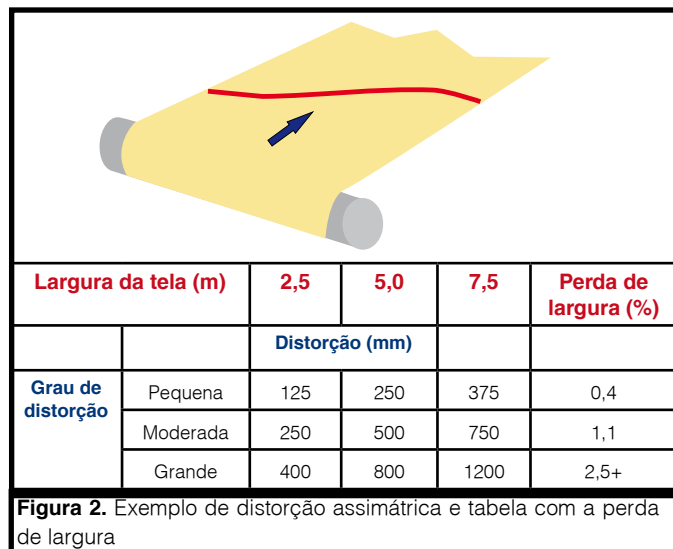 Largura da tela (m) 2,5 5,0 7,5 Perda de
largura (%)
Distorção (mm)
Grau de
distorção
Pequena 125 250 375 0,4
Moderada 250 500 750 1,1
Grande 400 800 1200 2,5+
Figura 2. Exemplo de distorção assimátrica e tabela com a perda
de largura